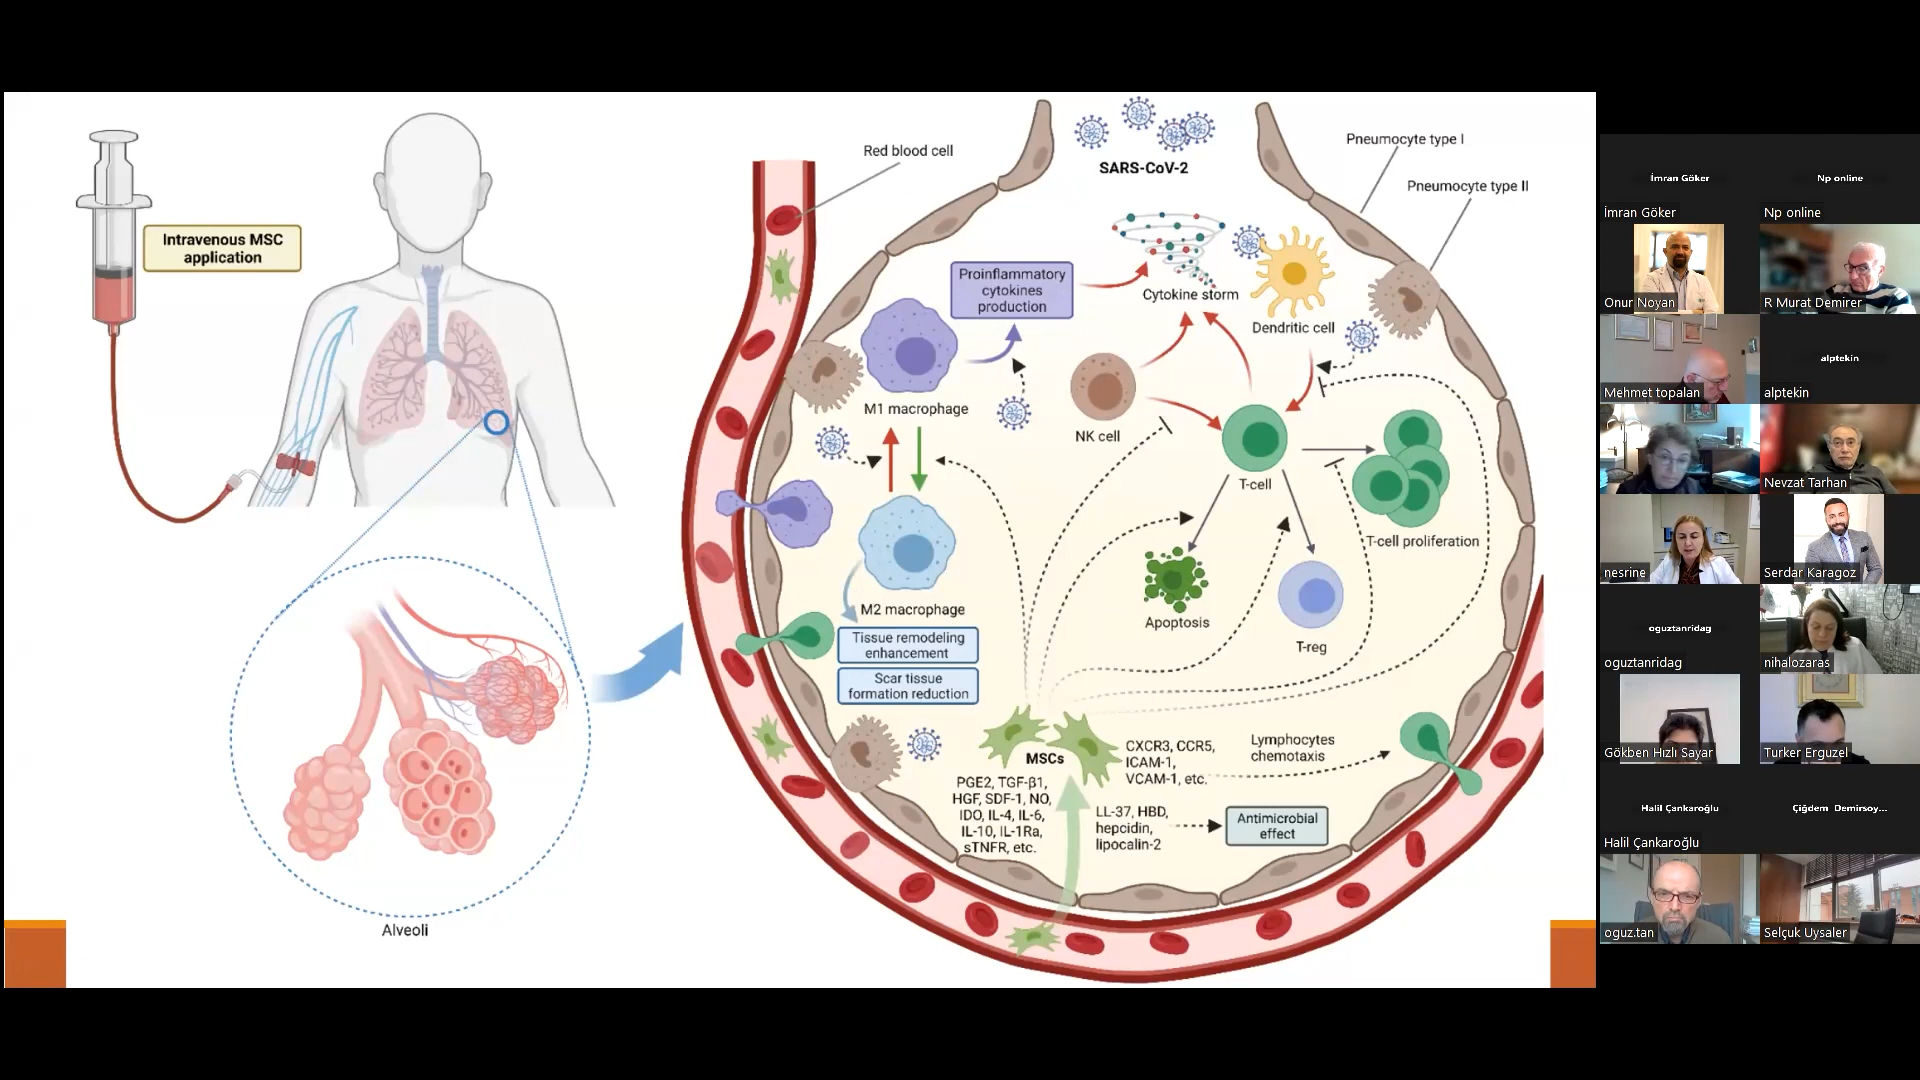 Intravenous MSC
application
Alveoli
Red blood cell
SARS-CoV-2
Pneumocyte type I
Pneumocyte type II
Proinflammatory
cytokines
production
Cytokine storm
Dendritic cell
M1 macrophage
NK cell
T-cell
T-cell proliferation
M2 macrophage
Apoptosis
T-reg
Tissue remodeling
enhancement
Scar tissue
formation reduction
MSCs
PGE2, TGF-β1,
HGF, SDF-1, NO,
IDO, IL-4, IL-6,
IL-10, IL-1Ra,
sTNFR, etc.
CXCR3, CCR5,
ICAM-1,
VCAM-1, etc.
Lymphocytes
chemotaxis
LL-37, HBD,
hepcidin,
lipocalin-2
Antimicrobial
effect
İmran Göker
İmran Göker
Np online
Np online
Onur Noyan
R Murat Demirer
Mehmet topalan
alptekin
alptekin
Nevzat Tarhan
nesrine
Serdar Karagoz
oguztanridag
oguztanridag
nihalozaras
Gökben Hızlı Sayar
Turker Erguzel
Halil Çankaroğlu
Halil Çankaroğlu
Çiğdem Demirsoy...
oguz.tan
Selçuk Uysaler